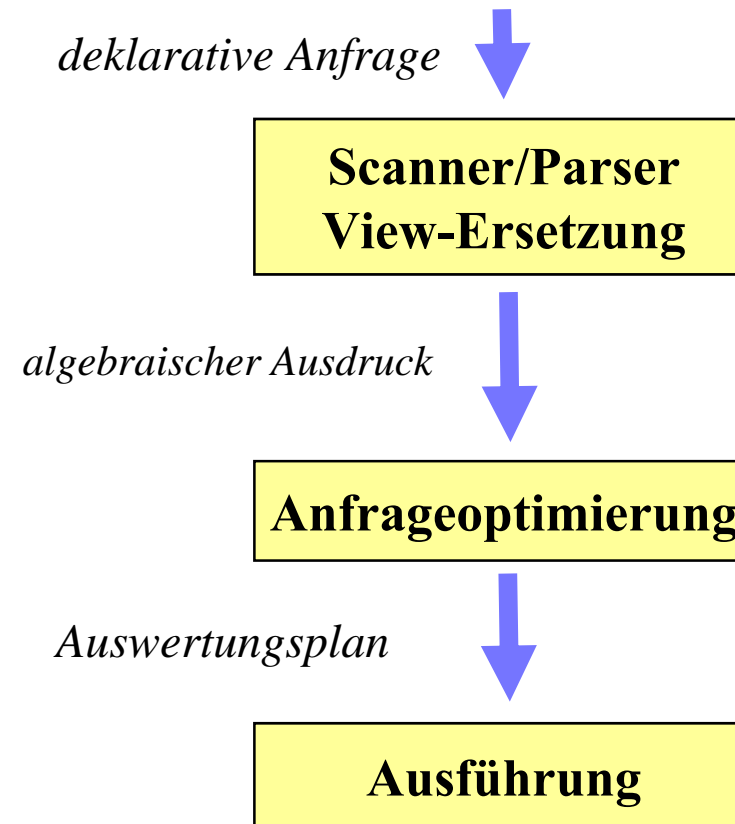 deklarative Anfrage
Scanner/Parser
View-Ersetzung
algebraischer Ausdruck
Anfrageoptimierung
Auswertungsplan
Ausführung